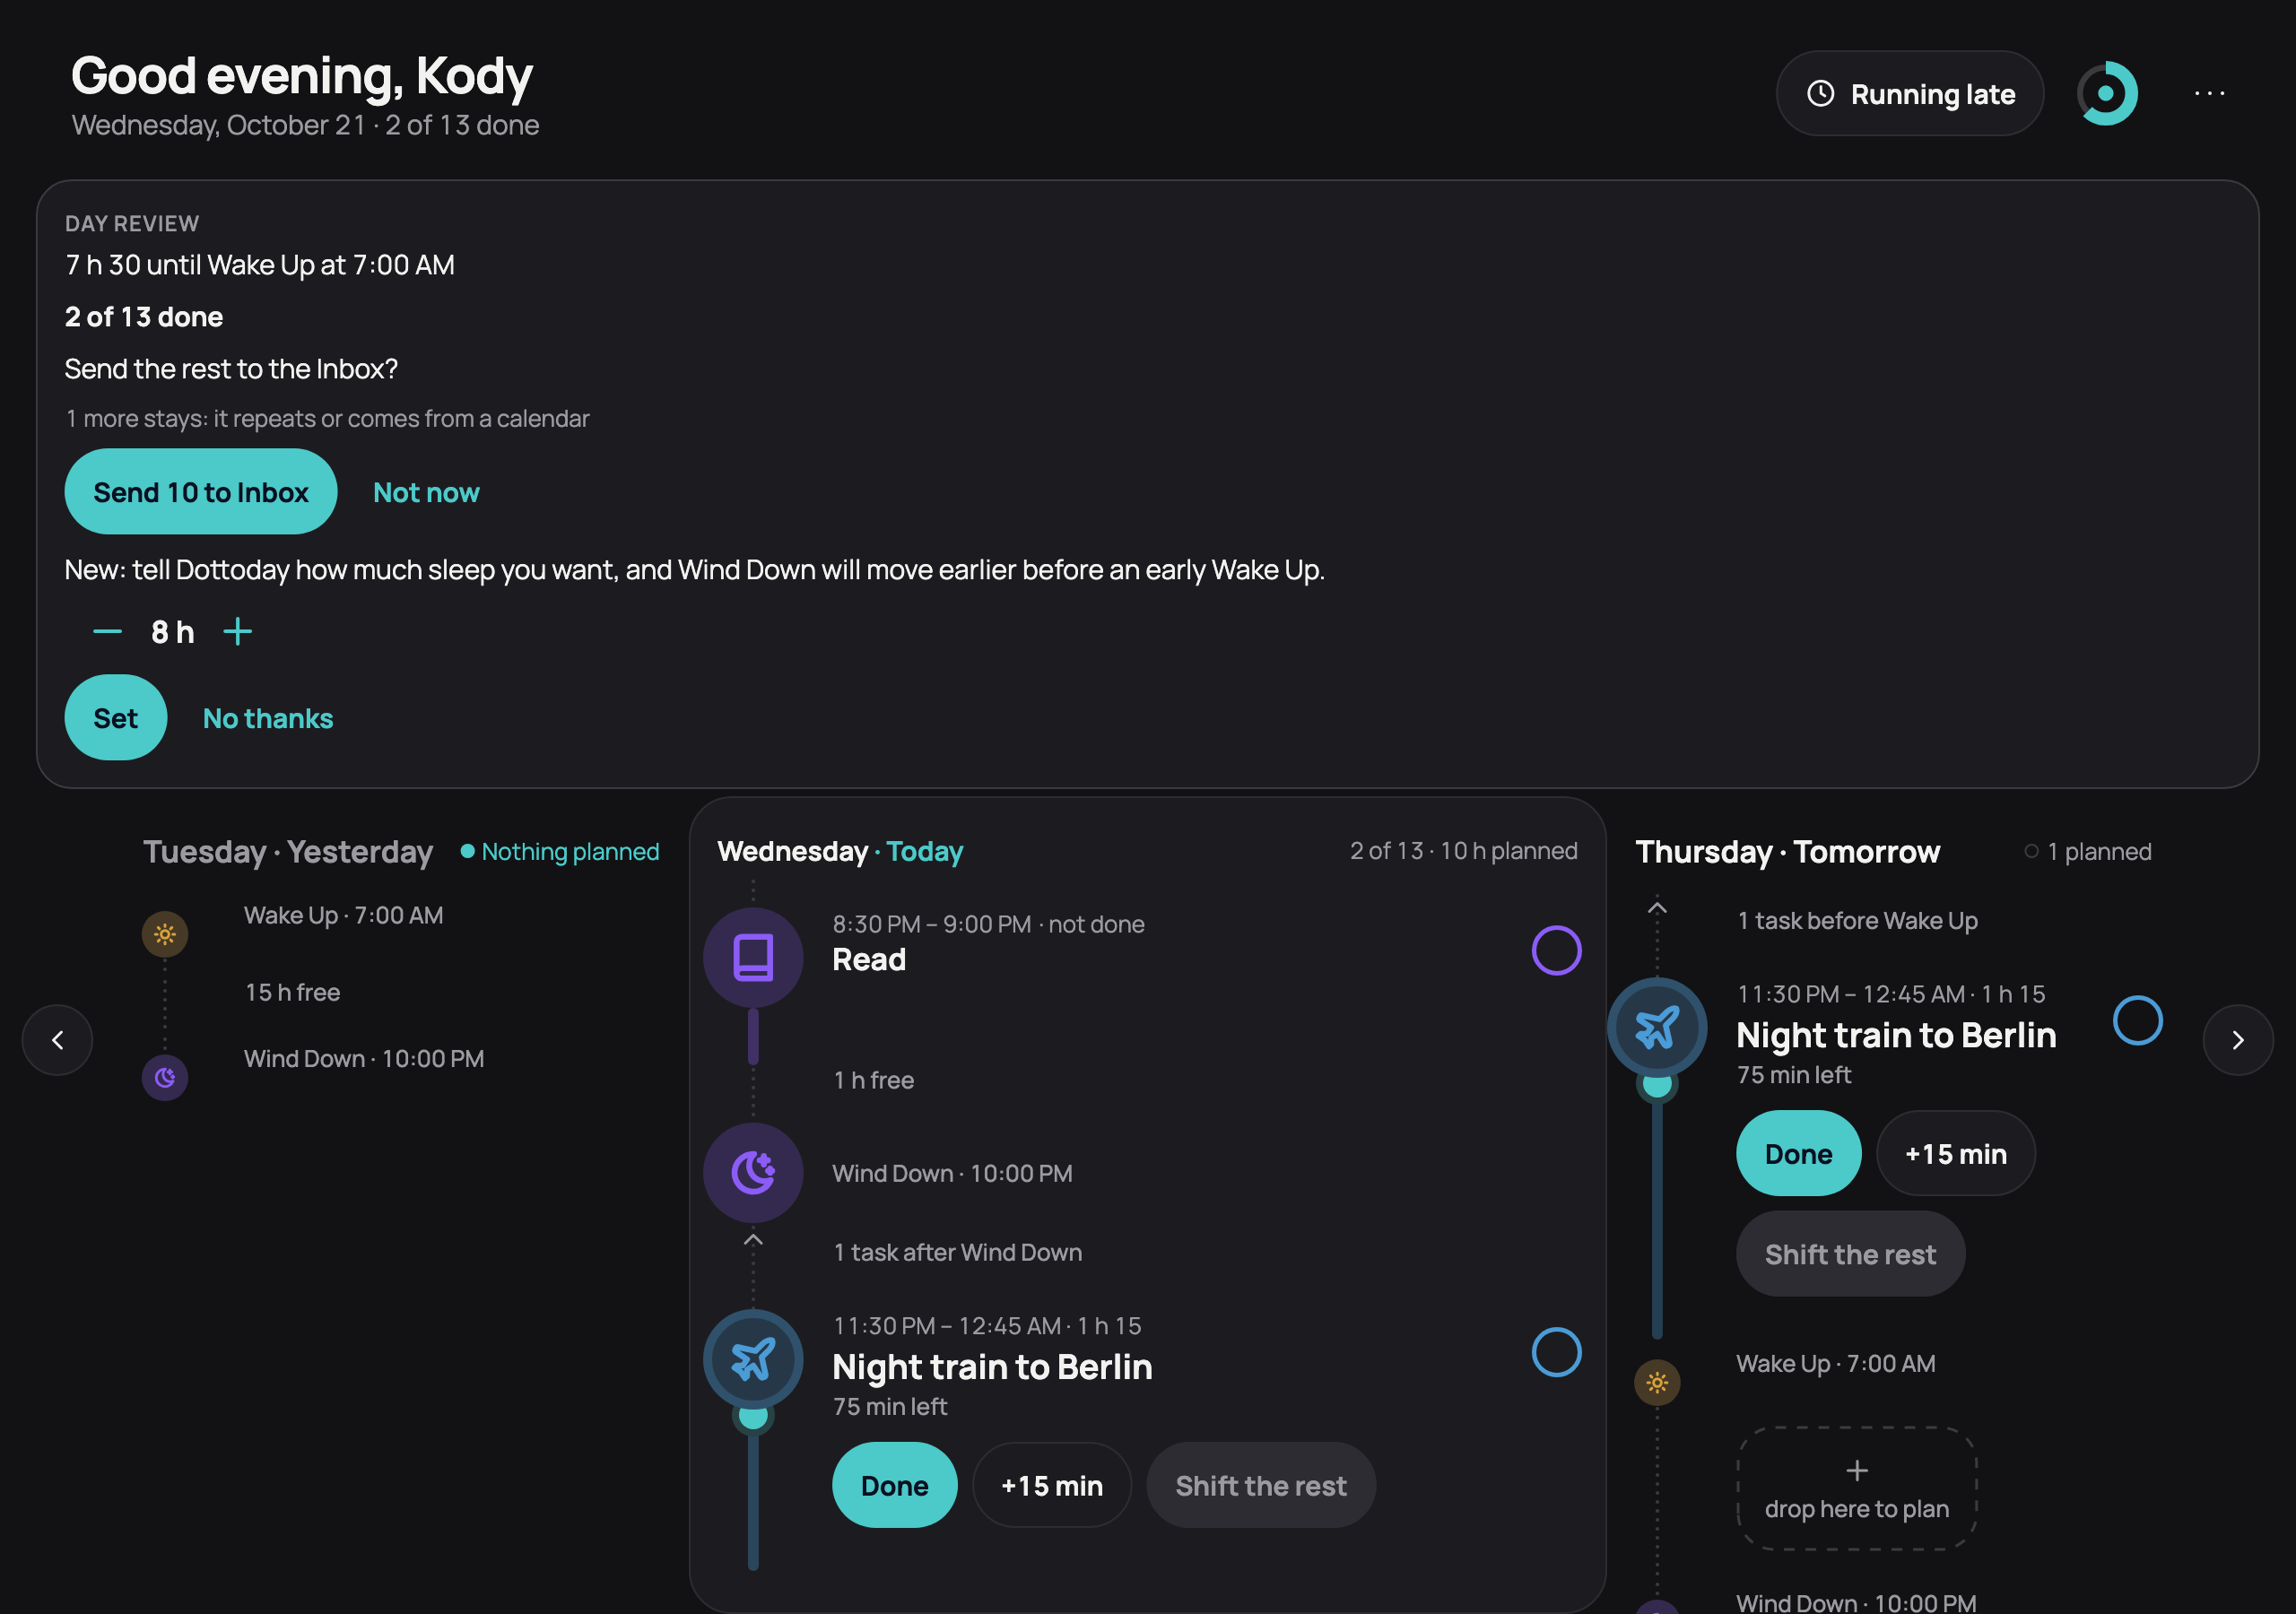 Good evening, Kody
Wednesday, October 21 · 2 of 13 done
Running late
DAY REVIEW
7 h 30 until Wake Up at 7:00 AM
2 of 13 done
Send the rest to the Inbox?
1 more stays: it repeats or comes from a calendar
Send 10 to Inbox
Not now
New: tell Dottoday how much sleep you want, and Wind Down will move earlier before an early Wake Up.
8 h
Set
No thanks
Tuesday · Yesterday
Nothing planned
Wake Up · 7:00 AM
15 h free
Wind Down · 10:00 PM
Wednesday · Today
2 of 13 · 10 h planned
8:30 PM – 9:00 PM · not done
Read
1 h free
Wind Down · 10:00 PM
1 task after Wind Down
11:30 PM – 12:45 AM · 1 h 15
Night train to Berlin
75 min left
Done
+15 min
Shift the rest
Thursday · Tomorrow
1 planned
1 task before Wake Up
11:30 PM – 12:45 AM · 1 h 15
Night train to Berlin
75 min left
Done
+15 min
Shift the rest
Wake Up · 7:00 AM
drop here to plan
Wind Down · 10:00 PM